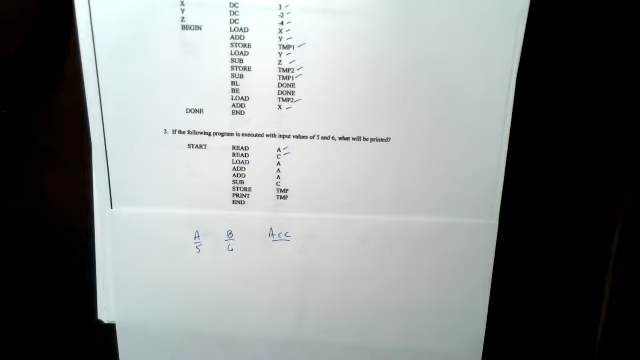 X DC 3
Y DC -2
Z DC -4
BEGIN LOAD X
ADD Y
STORE TMP1
LOAD Y
SUB Z
STORE TMP2
SUB TMP1
BL DONE
BE DONE
LOAD TMP2
ADD X
DONE END
3. If the following program is executed with input values of 5 and 6, what will be printed?
START READ A
READ C
LOAD A
ADD A
ADD A
SUB C
STORE TMP
PRINT TMP
END
A B Acc
5 6